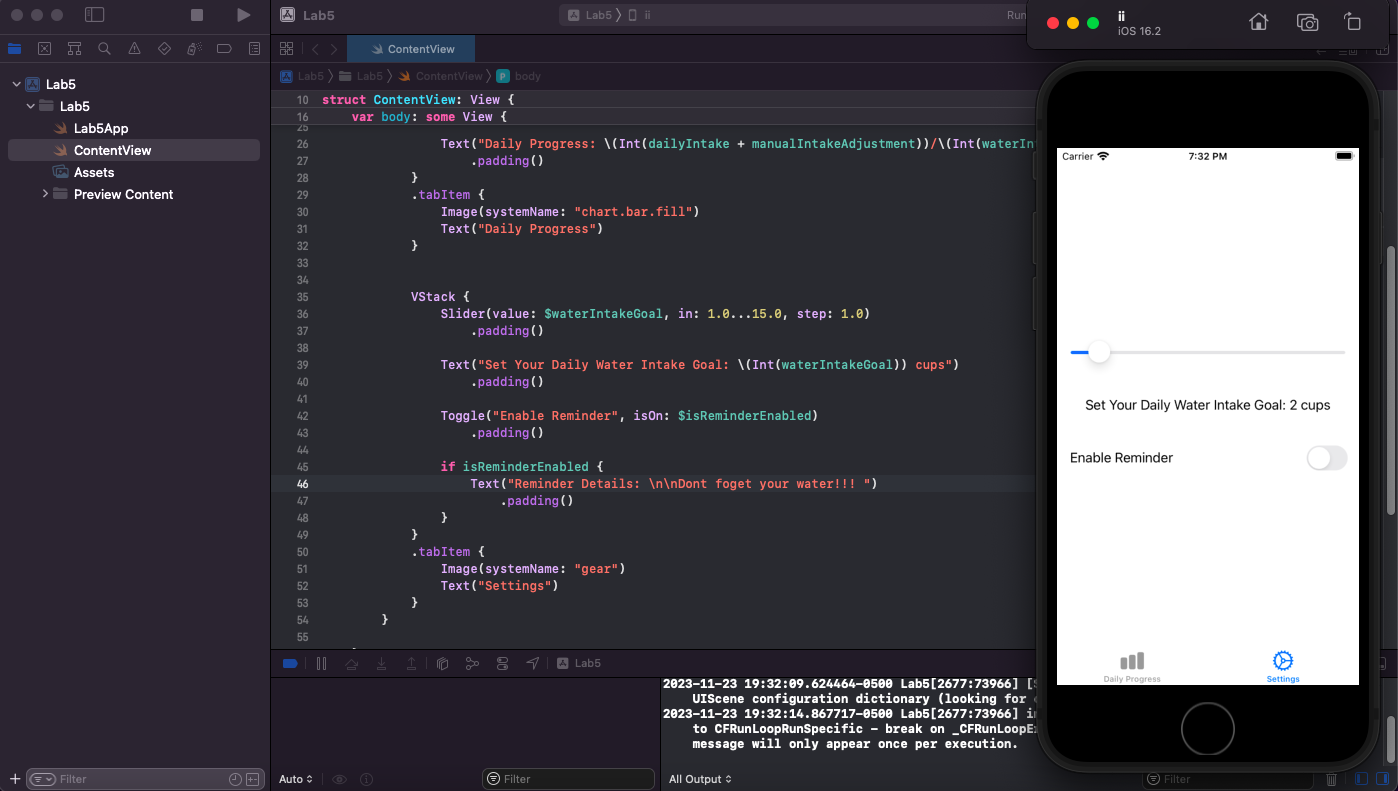 Lab5
Lab5
ii
Run
ii
iOS 16.2
ContentView
Lab5
Lab5
Lab5App
ContentView
Assets
Preview Content
Filter
Lab5
Lab5
ContentView
P
body
10 struct ContentView: View {
16 var body: some View {
25
26 Text("Daily Progress: \(Int(dailyIntake + manualIntakeAdjustment))/\(Int(waterInt
27 .padding()
28 }
29 .tabItem {
30 Image(systemName: "chart.bar.fill")
31 Text("Daily Progress")
32 }
33
34
35 VStack {
36 Slider(value: $waterIntakeGoal, in: 1.0...15.0, step: 1.0)
37 .padding()
38
39 Text("Set Your Daily Water Intake Goal: \(Int(waterIntakeGoal)) cups")
40 .padding()
41
42 Toggle("Enable Reminder", isOn: $isReminderEnabled)
43 .padding()
44
45 if isReminderEnabled {
46 Text("Reminder Details: \n\nDont foget your water!!! ")
47 .padding()
48 }
49 }
50 .tabItem {
51 Image(systemName: "gear")
52 Text("Settings")
53 }
54 }
55
Lab5
Auto
Filter
2023-11-23 19:32:09.624464-0500 Lab5[2677:73966] [S
UIScene configuration dictionary (looking for
2023-11-23 19:32:14.867717-0500 Lab5[2677:73966] in
to CFRunLoopRunSpecific - break on _CFRunLoopEx
message will only appear once per execution.
All Output
Filter
Carrier
7:32 PM
Set Your Daily Water Intake Goal: 2 cups
Enable Reminder
Daily Progress
Settings